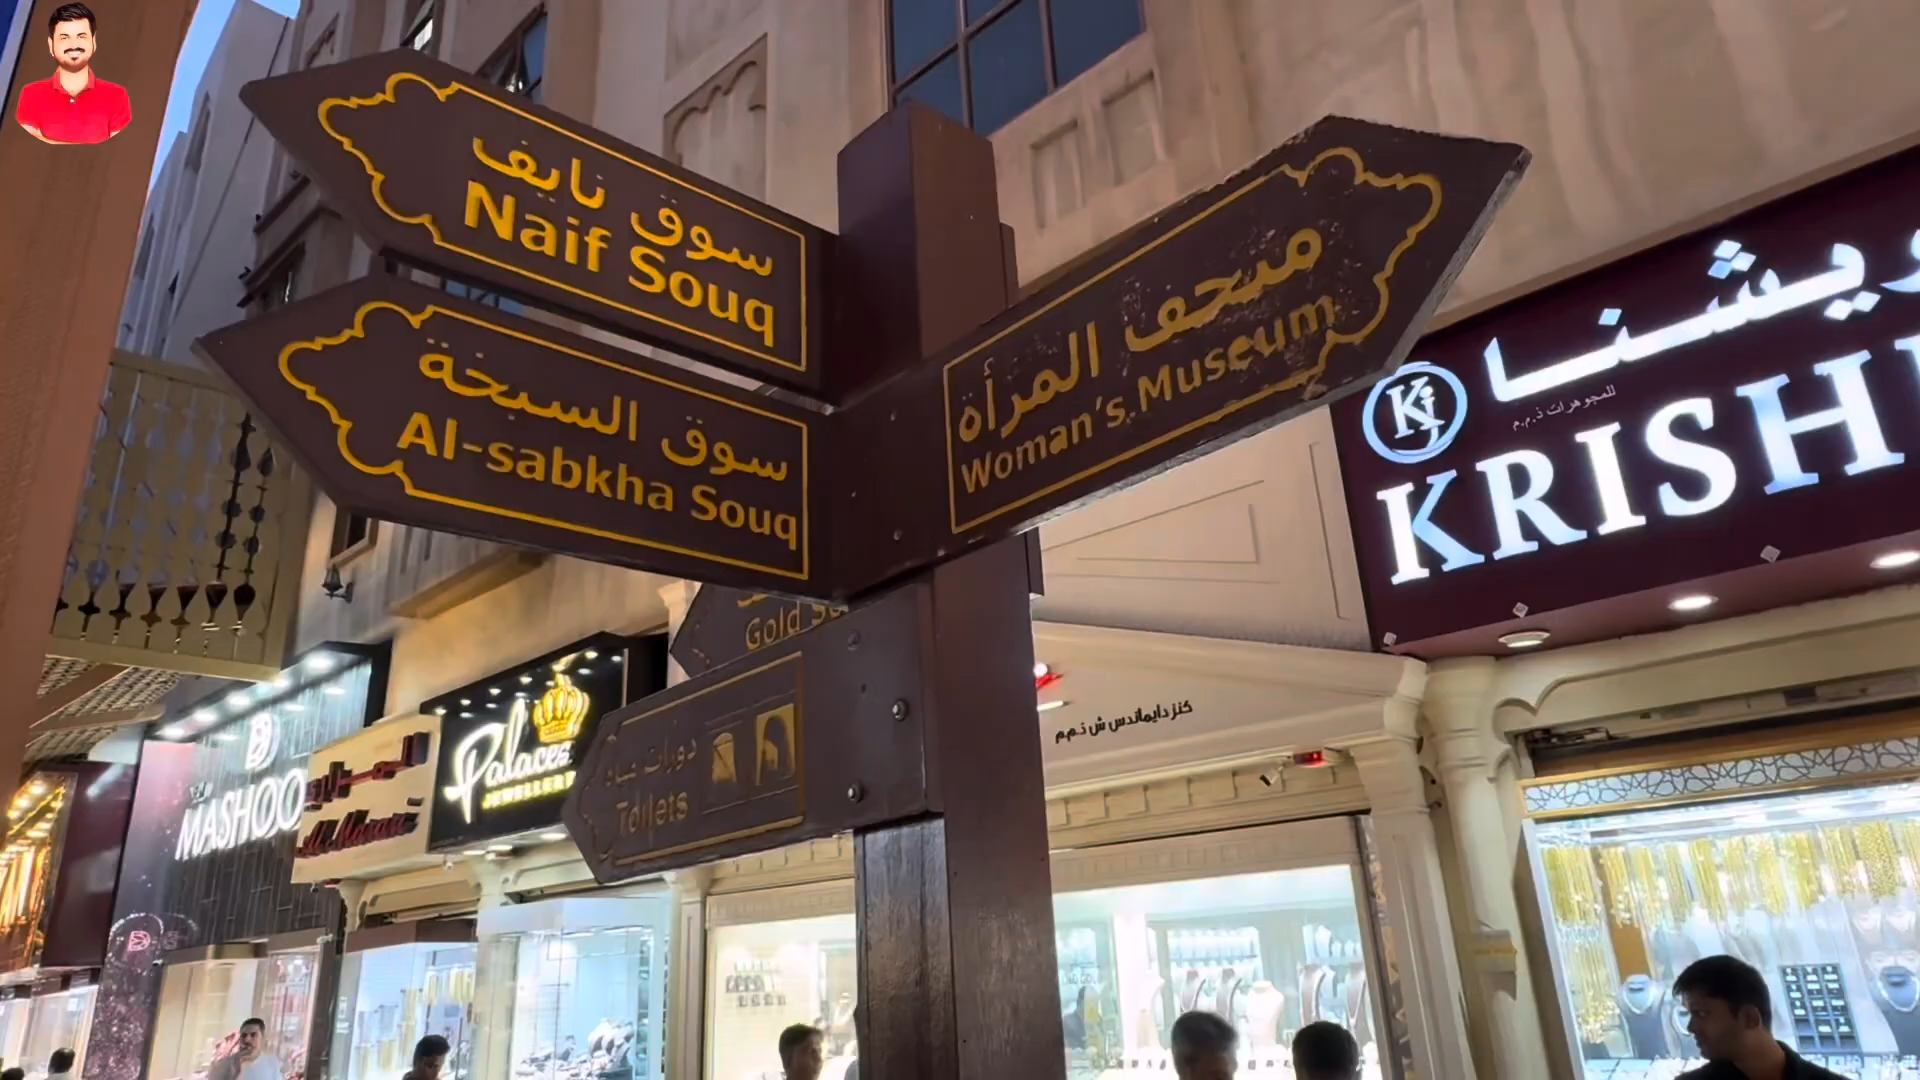 سوق نايف
Naif Souq
سوق السبخة
Al-sabkha Souq
متحف المرأة
Woman's Museum
Gold
دورات مياه
Toilets
KRISH
للمجوهرات ذ.م.م
كنز دايماندس ش ذ.م.م
Palaces
JEWELLERY
MASHOO